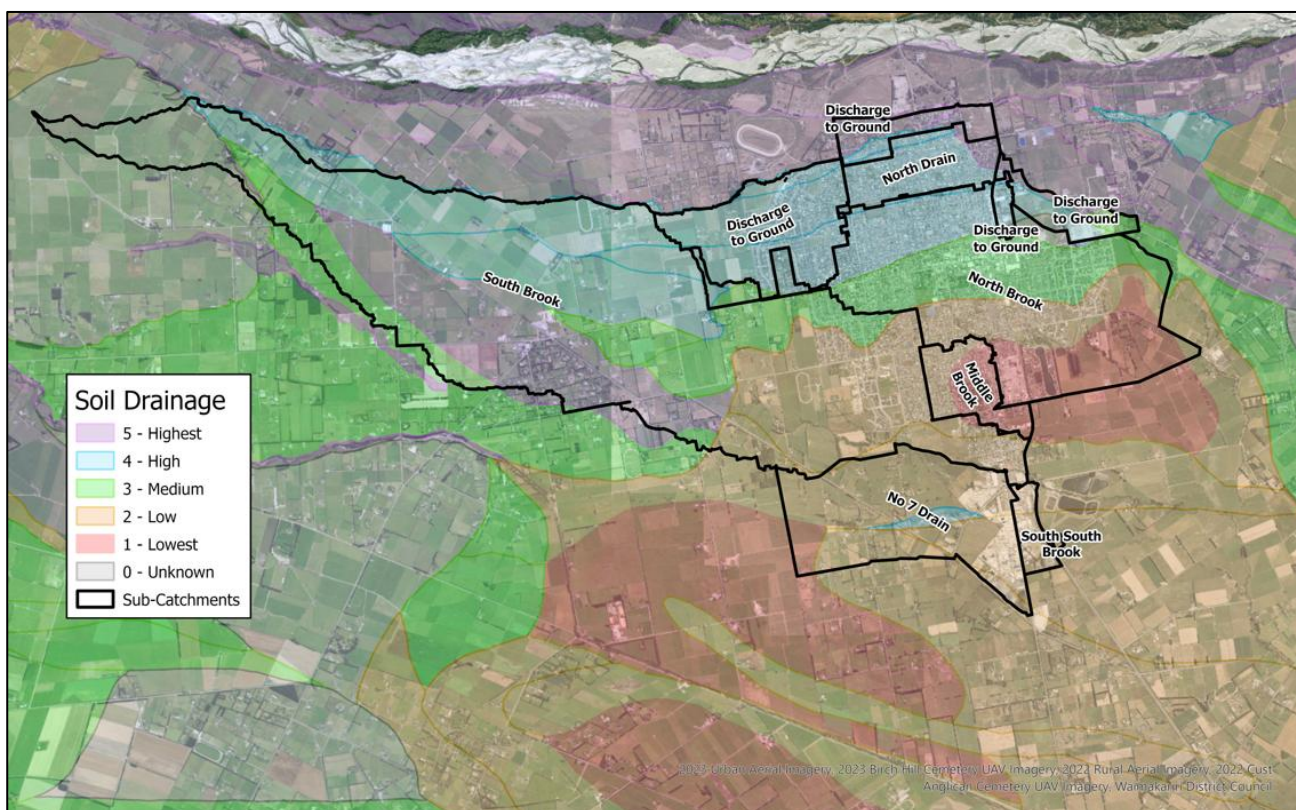 Discharge
to Ground
North Drain
Discharge
to Ground
Discharge
to Ground
Discharge
to Ground
North Brook
South Brook
Middle
Brook
No 7 Drain
South South
Brook
Soil Drainage
5 - Highest
4 - High
3 - Medium
2 - Low
1 - Lowest
0 - Unknown
Sub-Catchments
2023 Urban Aerial Imagery, 2023 Birch Hill Cemetery UAV Imagery, 2022 Rural Aerial Imagery, 2022 Cust
Anglican Cemetery UAV Imagery, Waimakariri District Council